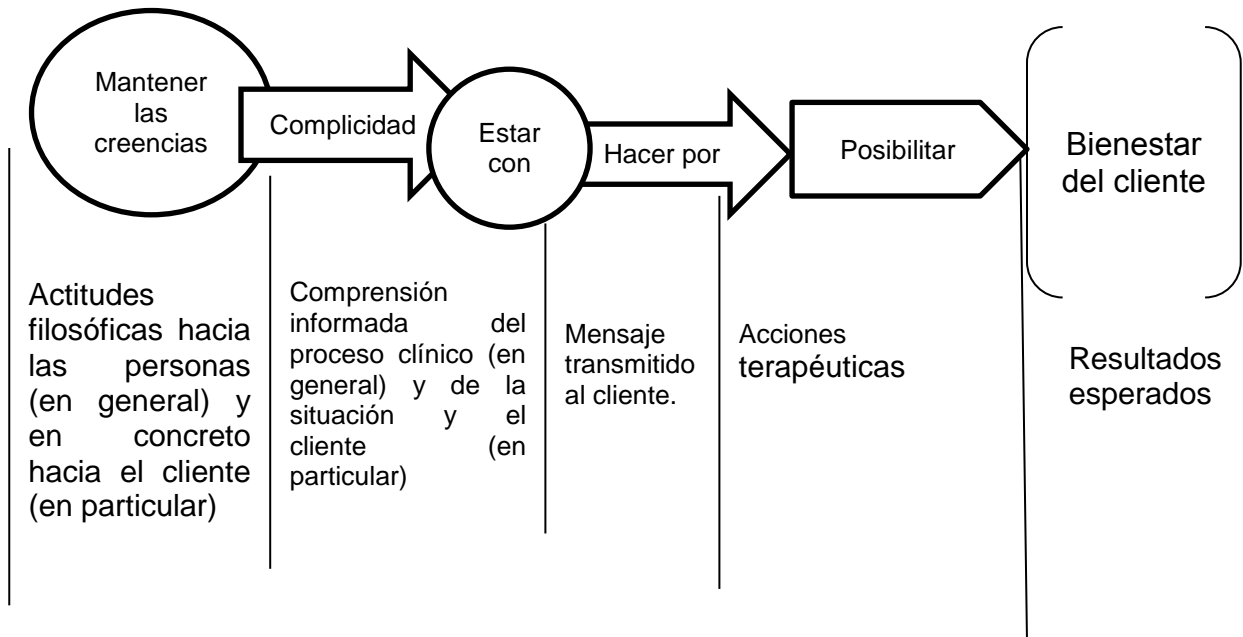 Mantener
las
creencias
Complicidad
Estar
con
Hacer por
Posibilitar
Bienestar
del cliente
Actitudes
filosóficas hacia
las personas
(en general) y
en concreto
hacia el cliente
(en particular)
Comprensión
informada del
proceso clínico (en
general) y de la
situación y el
cliente (en
particular)
Mensaje
transmitido
al cliente.
Acciones
terapéuticas
Resultados
esperados